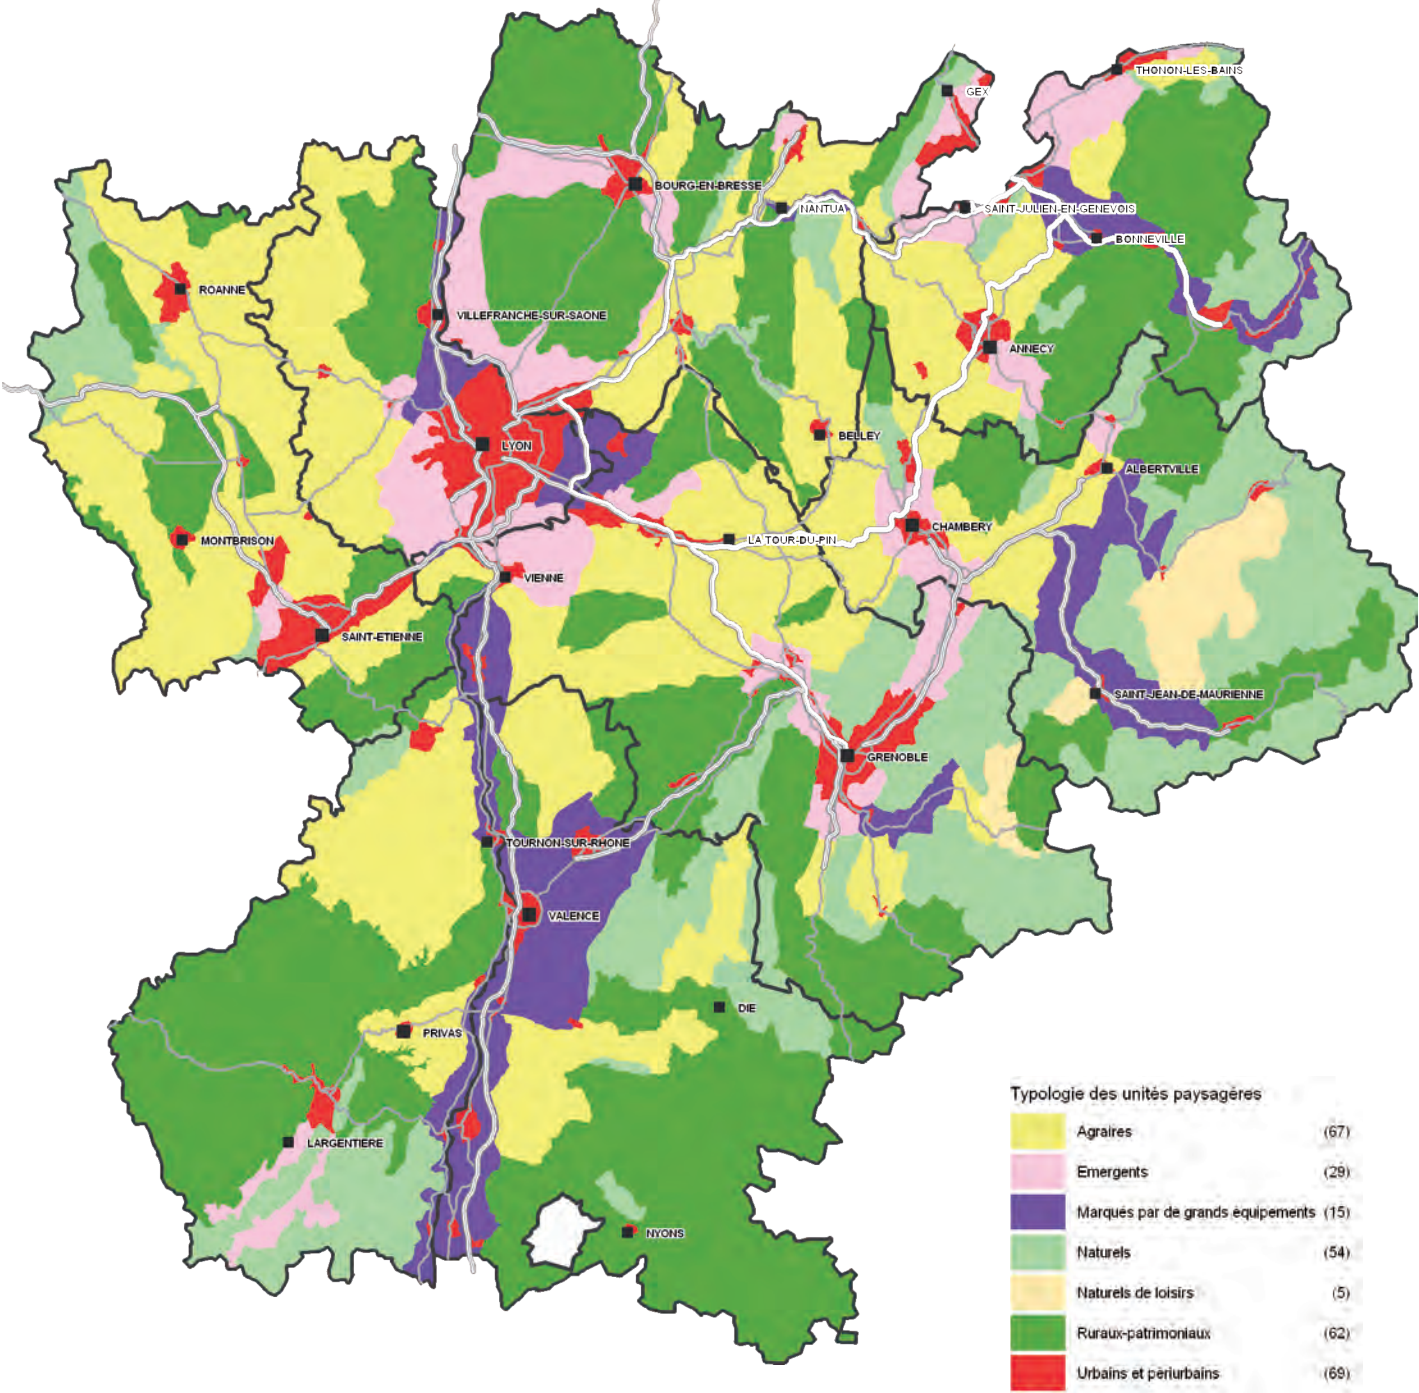 THONON-LES-BAINS
GEX
BOURG-EN-BRESSE
NANTUA
SAINT-JULIEN-EN-GENEVOIS
BONNEVILLE
ROANNE
VILLEFRANCHE-SUR-SAONE
ANNECY
LYON
BELLEY
ALBERTVILLE
MONTBRISON
CHAMBERY
LA TOUR-DU-PIN
VIENNE
SAINT-ETIENNE
SAINT-JEAN-DE-MAURIENNE
GRENOBLE
TOURNON-SUR-RHONE
VALENCE
DIE
PRIVAS
LARGENTIERE
NYONS
Typologie des unités paysagères
Agraires (67)
Emergents (29)
Marqués par de grands équipements (15)
Naturels (54)
Naturels de loisirs (5)
Ruraux-patrimoniaux (62)
Urbains et périurbains (69)